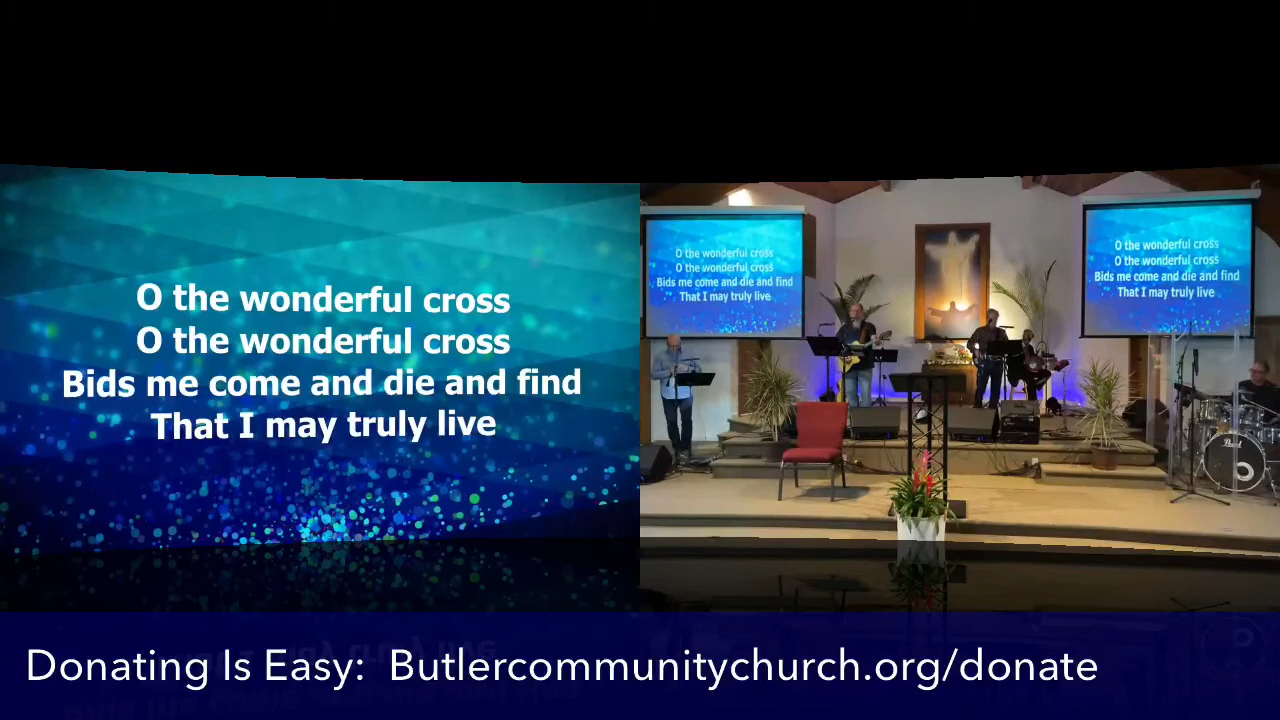 O the wonderful cross
O the wonderful cross
Bids me come and die and find
That I may truly live
O the wonderful cross
O the wonderful cross
Bids me come and die and find
That I may truly live
O the wonderful cross
O the wonderful cross
Bids me come and die and find
That I may truly live
Pearl
Donating Is Easy: Butlercommunitychurch.org/donate